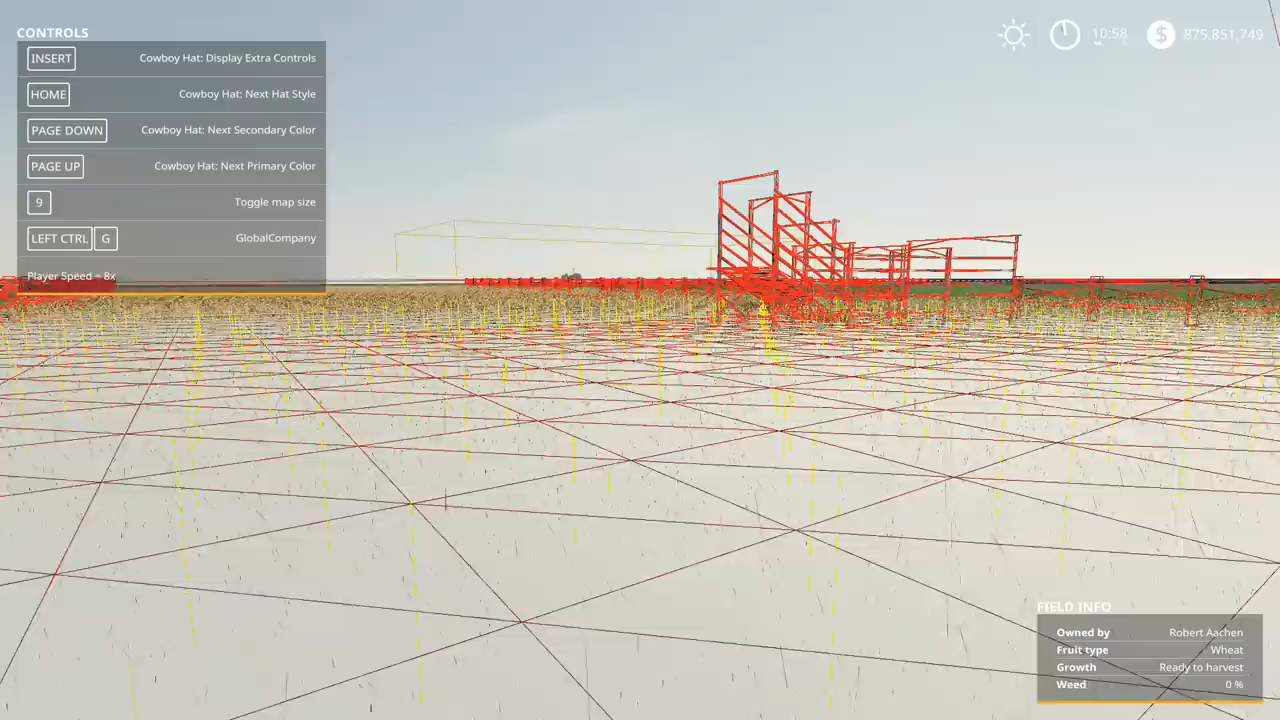 CONTROLS
INSERT Cowboy Hat: Display Extra Controls
HOME Cowboy Hat: Next Hat Style
PAGE DOWN Cowboy Hat: Next Secondary Color
PAGE UP Cowboy Hat: Next Primary Color
9 Toggle map size
LEFT CTRL G GlobalCompany
Player Speed = 8x
10:58 $ 875,851,749
FIELD INFO
Owned by Robert Aachen
Fruit type Wheat
Growth Ready to harvest
Weed 0 %